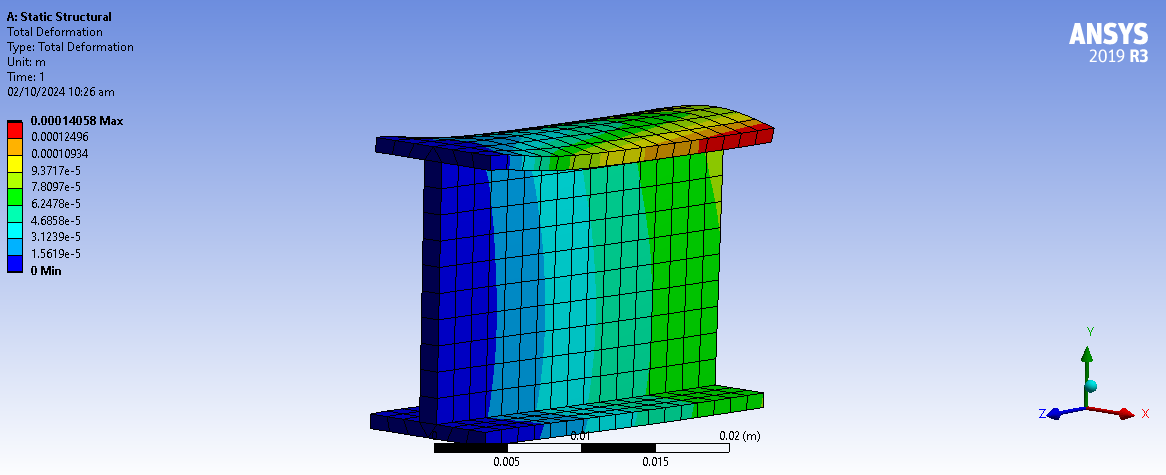 A: Static Structural
Total Deformation
Type: Total Deformation
Unit: m
Time: 1
02/10/2024 10:26 am
ANSYS
2019 R3
0.00014058 Max
0.00012496
0.00010934
9.3717e-5
7.8097e-5
6.2478e-5
4.6858e-5
3.1239e-5
1.5619e-5
0 Min
Y
Z
X
0.01
0.02 (m)
0.005
0.015